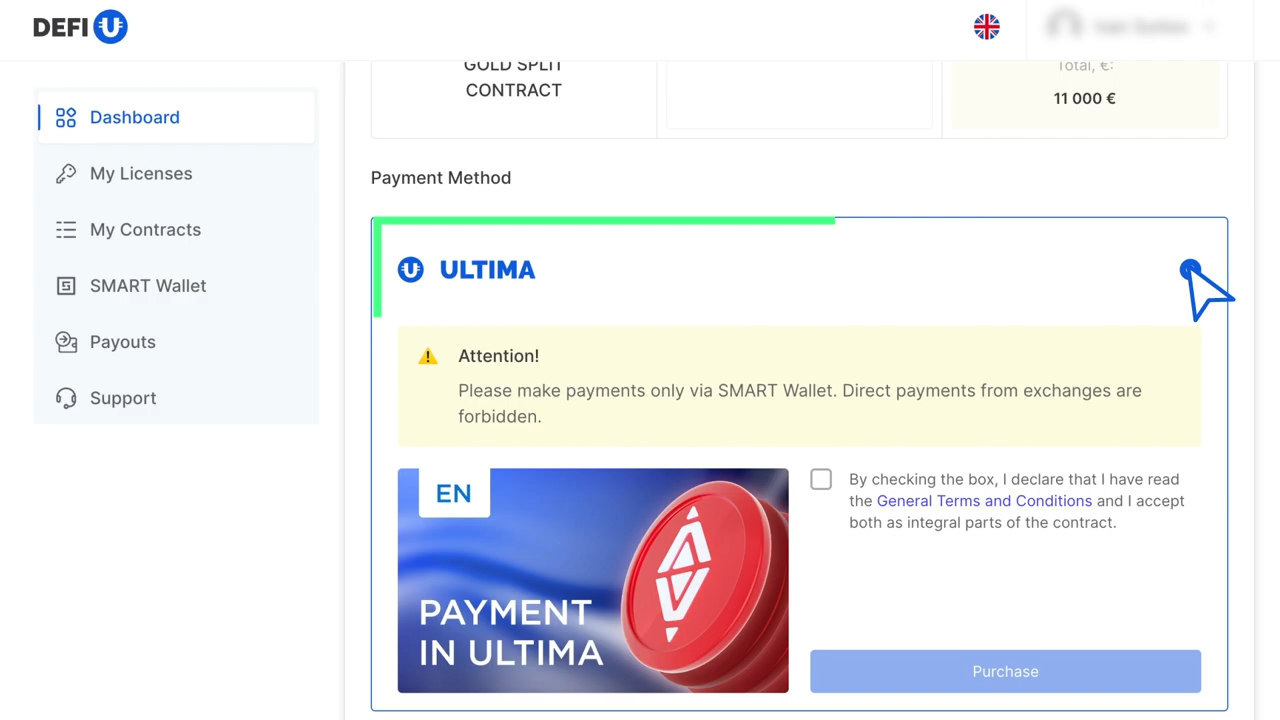 DEFI
GOLD SPLIT
CONTRACT
Total, €:
11 000 €
Dashboard
My Licenses
My Contracts
SMART Wallet
Payouts
Support
Payment Method
ULTIMA
Attention!
Please make payments only via SMART Wallet. Direct payments from exchanges are
forbidden.
EN
PAYMENT
IN ULTIMA
By checking the box, I declare that I have read
the General Terms and Conditions and I accept
both as integral parts of the contract.
Purchase